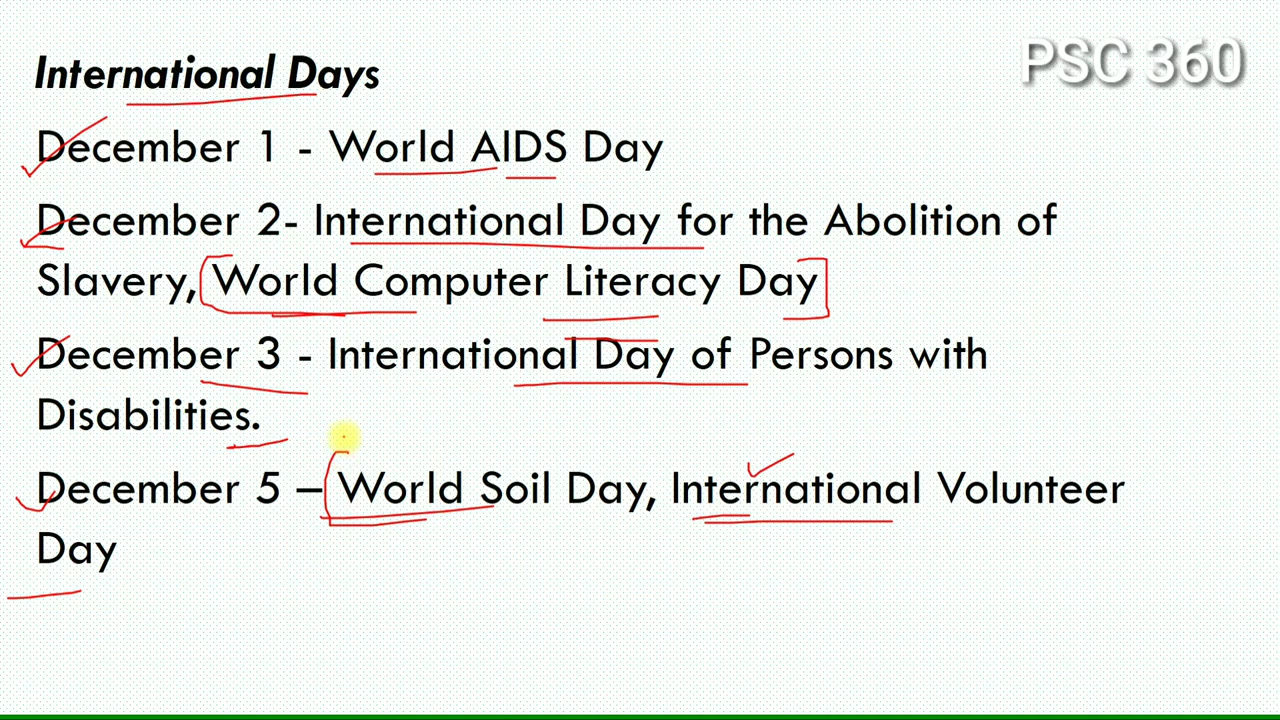 PSC 360
International Days
December 1 - World AIDS Day
December 2- International Day for the Abolition of
Slavery, World Computer Literacy Day
December 3 - International Day of Persons with
Disabilities.
December 5 – World Soil Day, International Volunteer
Day